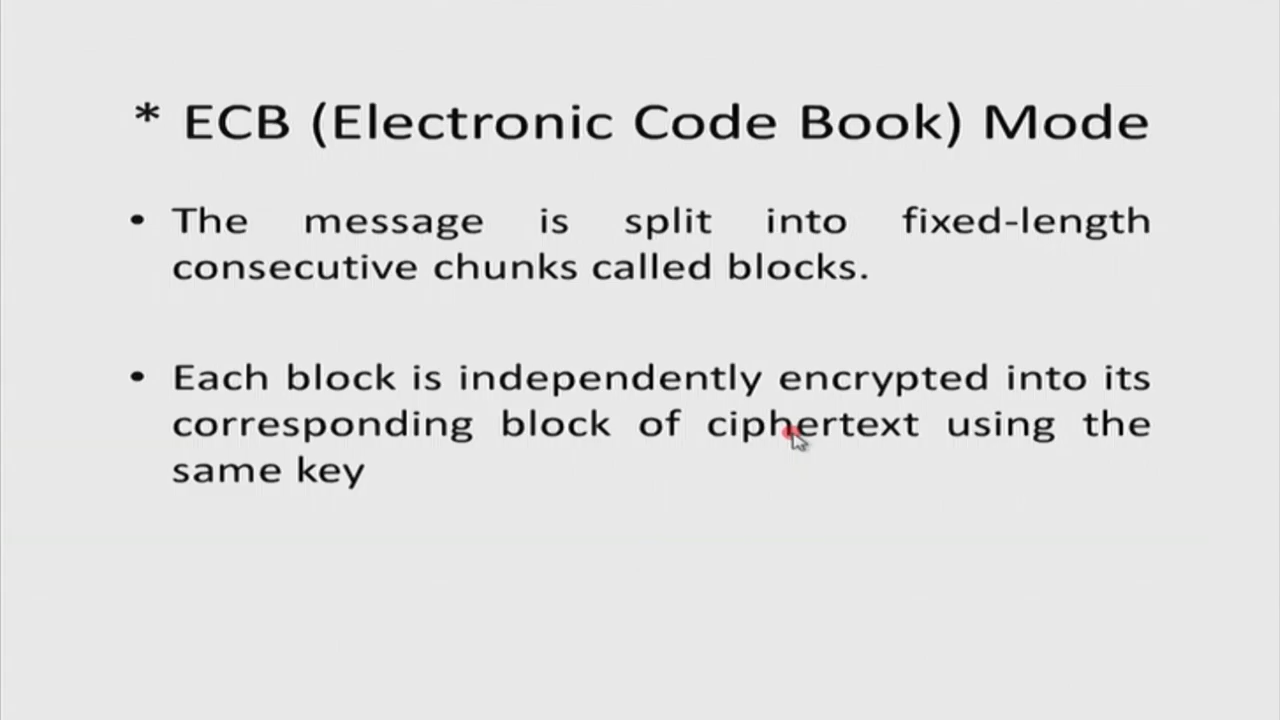 * ECB (Electronic Code Book) Mode
• The message is split into fixed-length
consecutive chunks called blocks.
• Each block is independently encrypted into its
corresponding block of ciphertext using the
same key